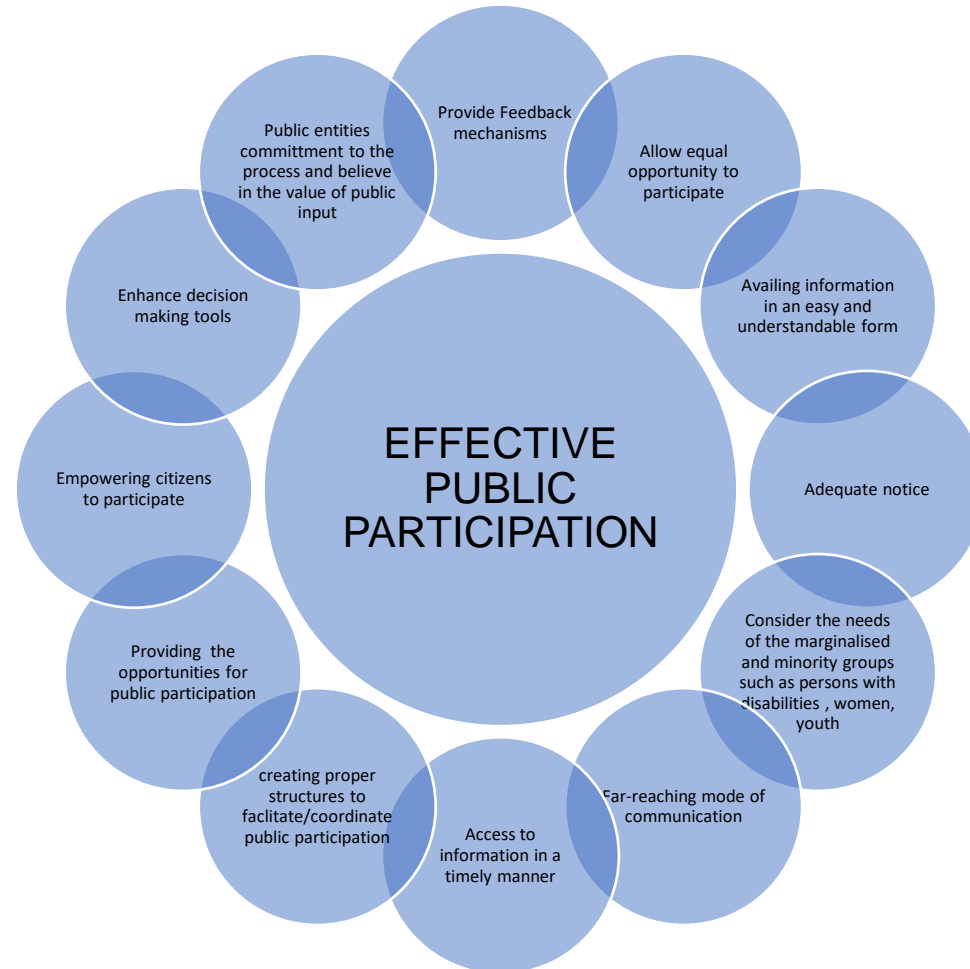 Provide Feedback
mechanisms
Allow equal
opportunity to
participate
Availing information
in an easy and
understandable form
Adequate notice
Consider the needs
of the marginalised
and minority groups
such as persons with
disabilities , women,
youth
Far-reaching mode of
communication
Access to
information in a
timely manner
creating proper
structures to
faclitate/coordinate
public participation
Providing the
opportunities for
public participation
Empowering citizens
to participate
Enhance decision
making tools
Public entities
committment to the
process and believe
in the value of public
input
EFFECTIVE
PUBLIC
PARTICIPATION